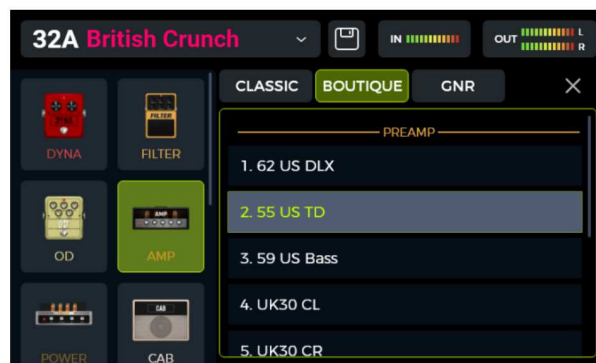 32A British Crunch
IN
OUT
L
R
CLASSIC
BOUTIQUE
GNR
DYNA
FILTER
OD
AMP
POWER
CAB
PREAMP
1. 62 US DLX
2. 55 US TD
3. 59 US Bass
4. UK30 CL
5. UK30 CR